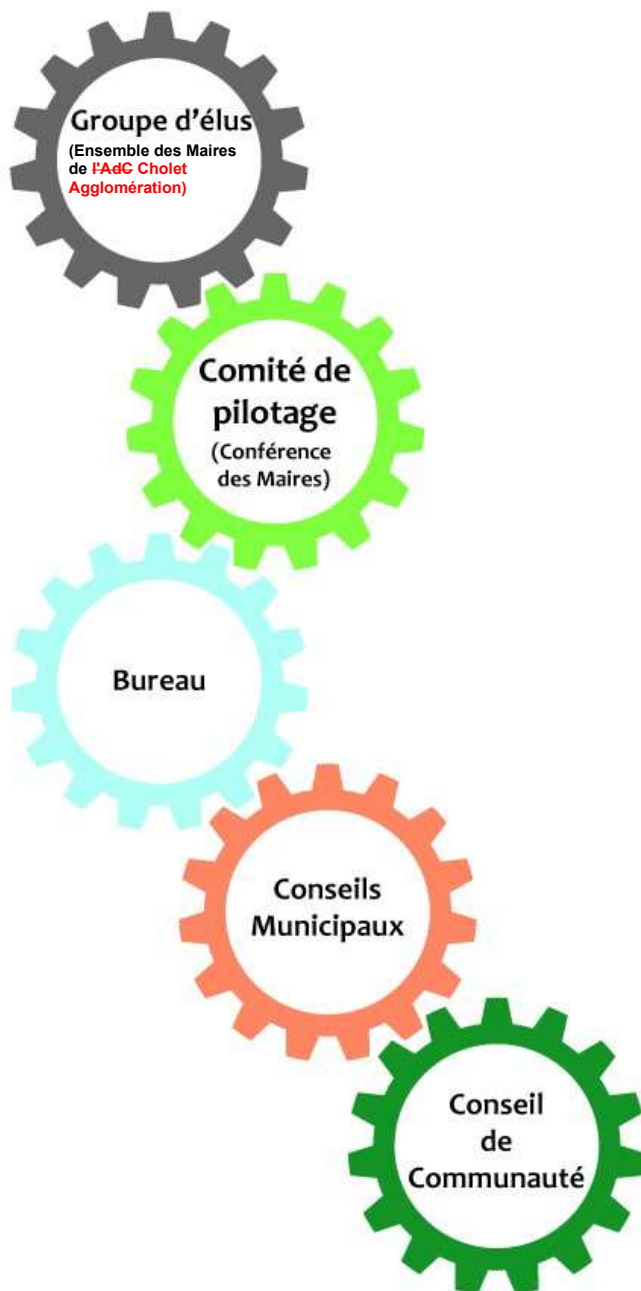 Groupe d'élus
(Ensemble des Maires
de l'AdC Cholet
Agglomération)
Comité de
pilotage
(Conférence
des Maires)
Bureau
Conseils
Municipaux
Conseil
de
Communauté